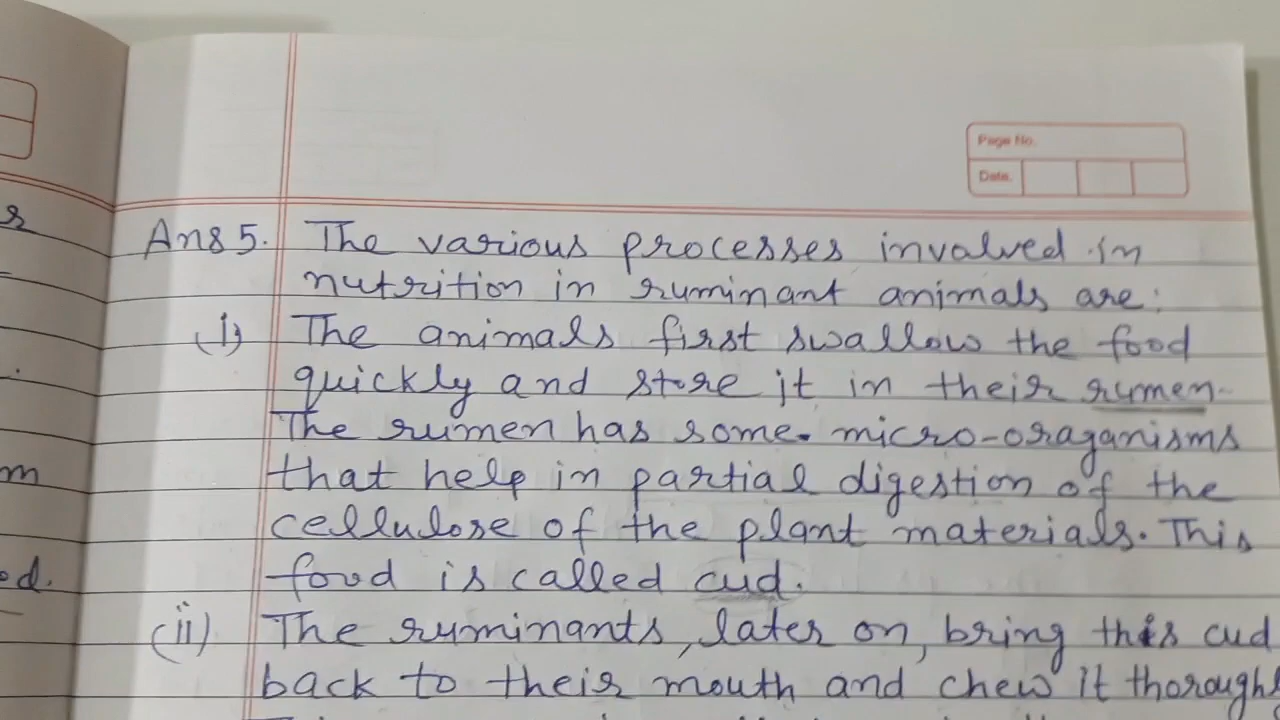 Page No.
Date.
Ans 5. The various processes involved in
nutrition in ruminant animals are:
(i) The animals first swallow the food
quickly and store it in their rumen.
The rumen has some micro-oraganisms
that help in partial digestion of the
cellulose of the plant materials. This
food is called cud.
(ii) The ruminants, later on, bring this cud
back to their mouth and chew it